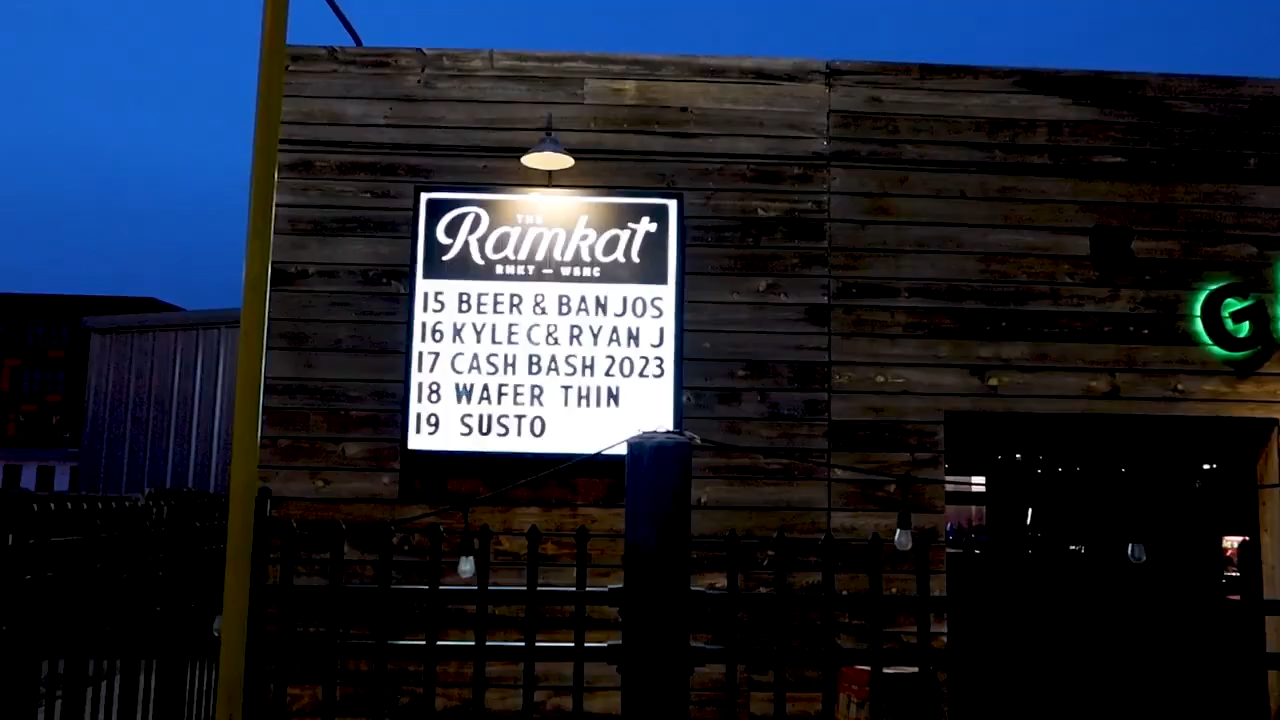 THE
Ramkat
RMKT — WSNC
15 BEER & BANJOS
16 KYLE C & RYAN J
17 CASH BASH 2023
18 WAFER THIN
19 SUSTO
G